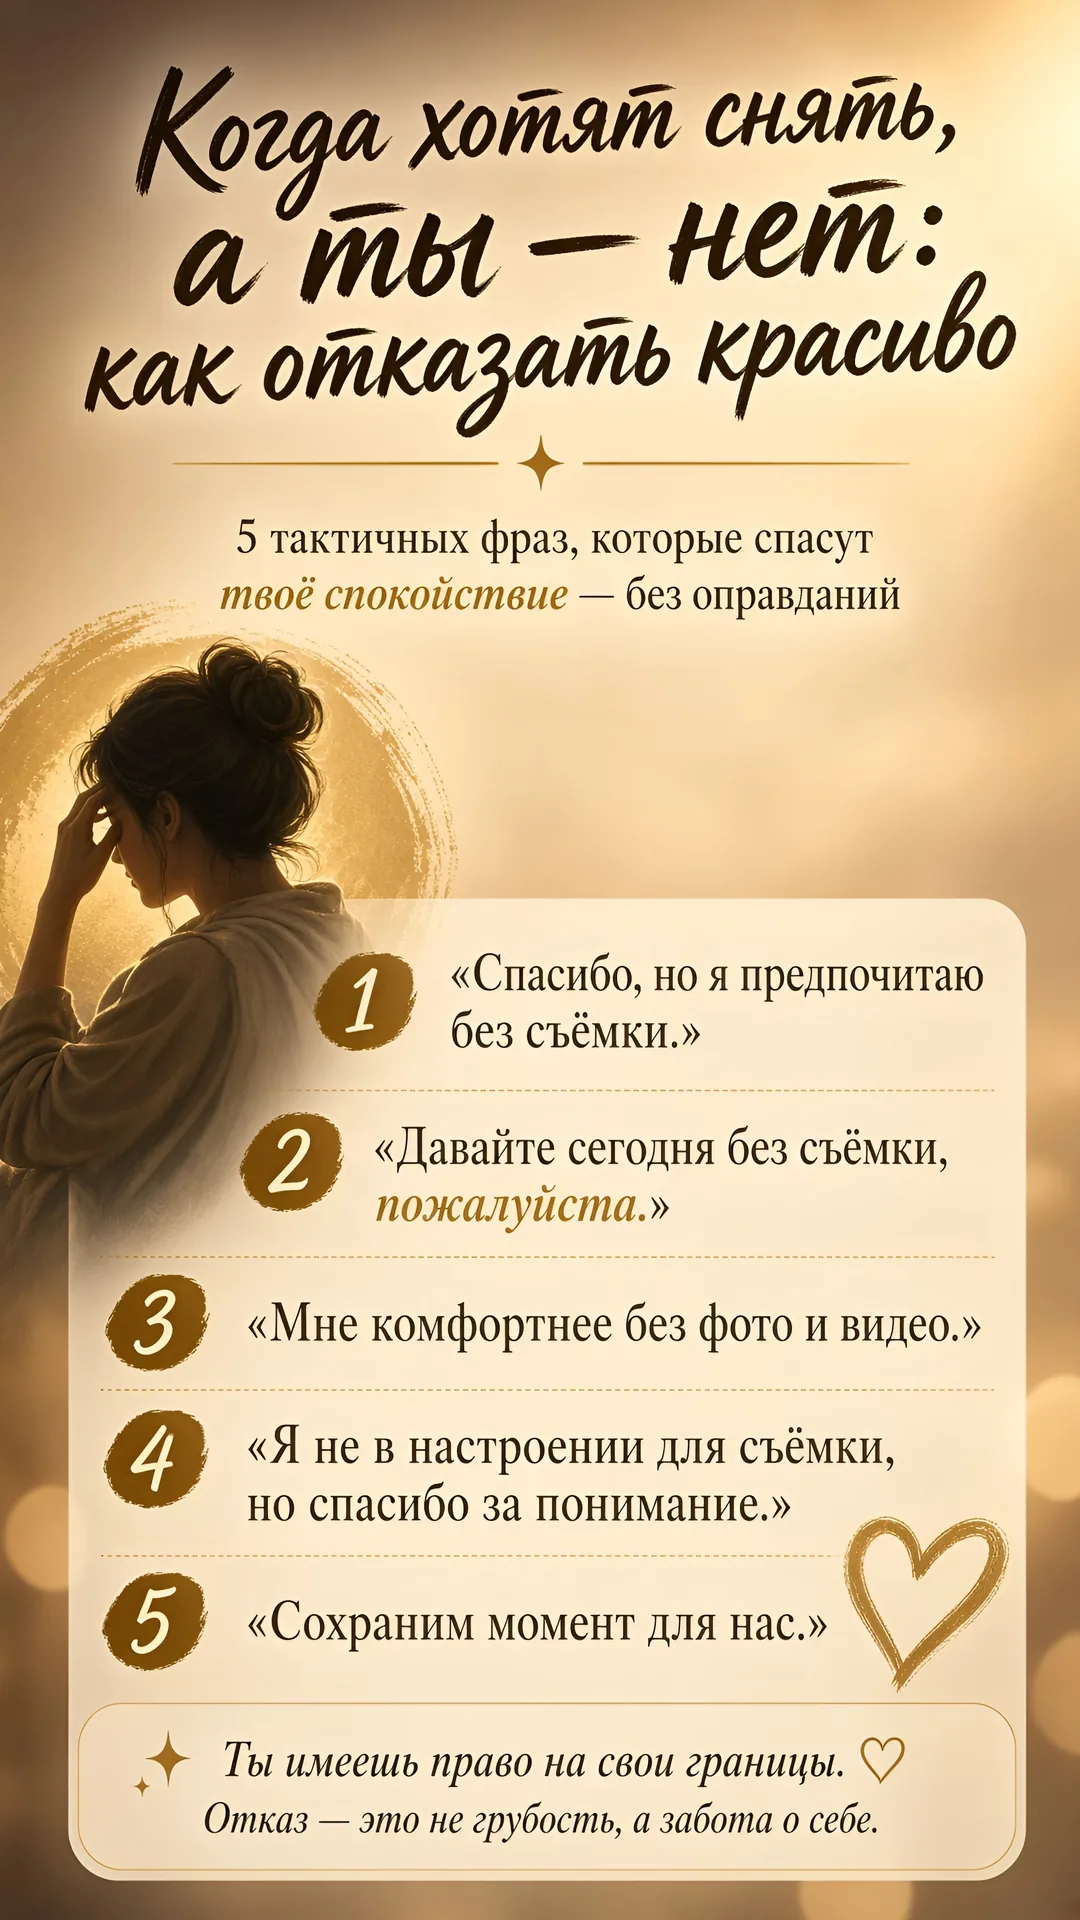 Когда хотят снять,
а ты — нет:
как отказать красиво
5 тактичных фраз, которые спасут
твоё спокойствие — без оправданий
1 «Спасибо, но я предпочитаю
без съёмки.»
2 «Давайте сегодня без съёмки,
пожалуйста.»
3 «Мне комфортнее без фото и видео.»
4 «Я не в настроении для съёмки,
но спасибо за понимание.»
5 «Сохраним момент для нас.»
Ты имеешь право на свои границы.
Отказ — это не грубость, а забота о себе.